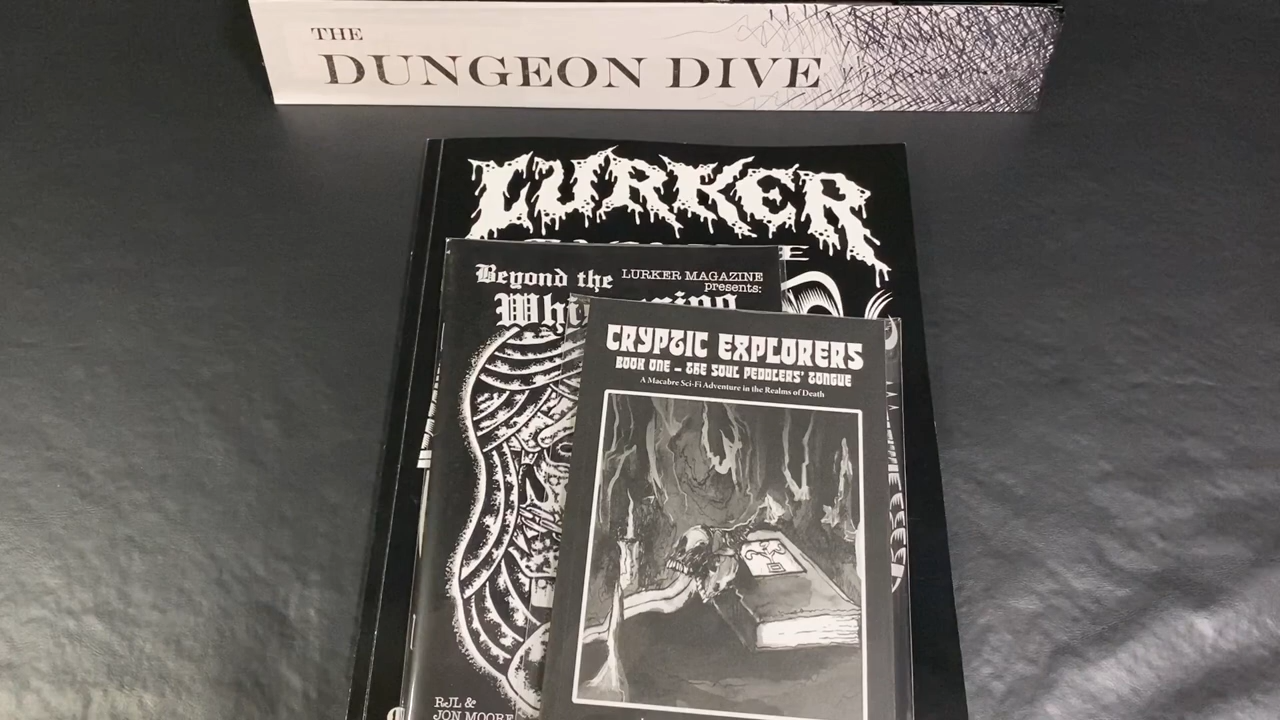 THE
DUNGEON DIVE
LURKER
Beyond the
LURKER MAGAZINE
presents:
CRYPTIC EXPLORERS
BOOK ONE – THE SOUL PEDDLERS' TONGUE
A Macabre Sci-Fi Adventure in the Realms of Death
RJL &
JON MOORE